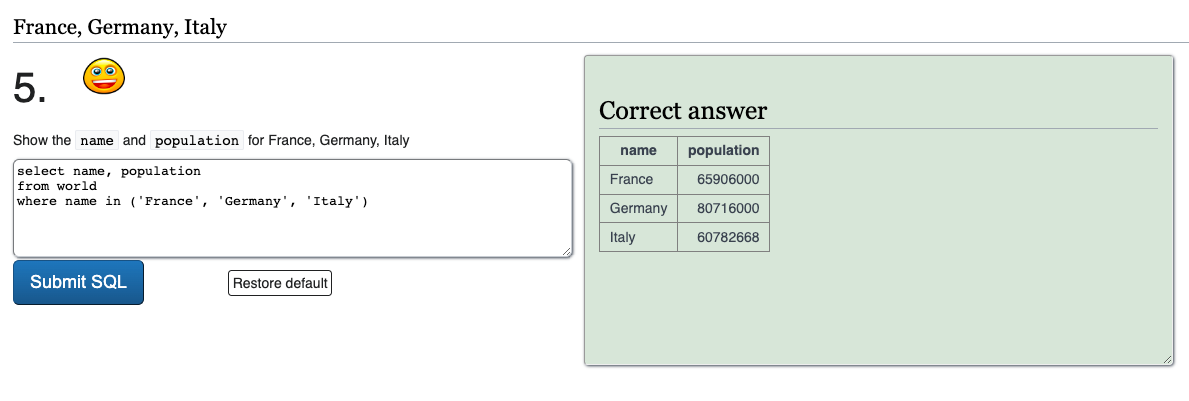 France, Germany, Italy
5.
Show the name and population for France, Germany, Italy
select name, population
from world
where name in ('France', 'Germany', 'Italy')
Submit SQL
Restore default
Correct answer
name population
France 65906000
Germany 80716000
Italy 60782668